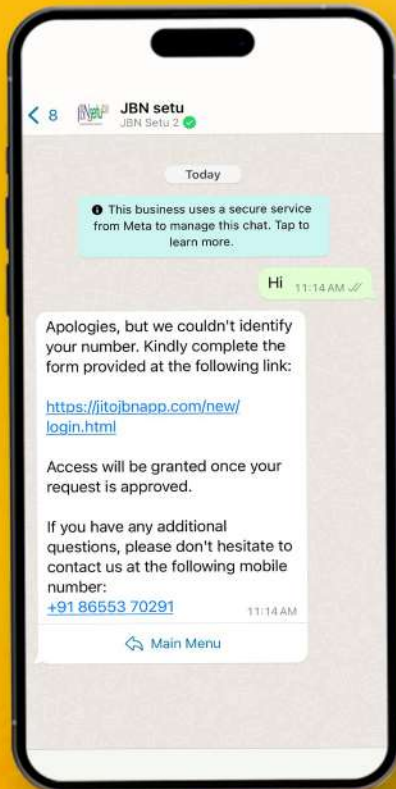 8
JBNSetu
JBN setu
JBN Setu 2
Today
This business uses a secure service
from Meta to manage this chat. Tap to
learn more.
Hi 11:14 AM
Apologies, but we couldn't identify
your number. Kindly complete the
form provided at the following link:
https://jitojbnapp.com/new/
login.html
Access will be granted once your
request is approved.
If you have any additional
questions, please don't hesitate to
contact us at the following mobile
number:
+91 86553 70291 11:14 AM
Main Menu